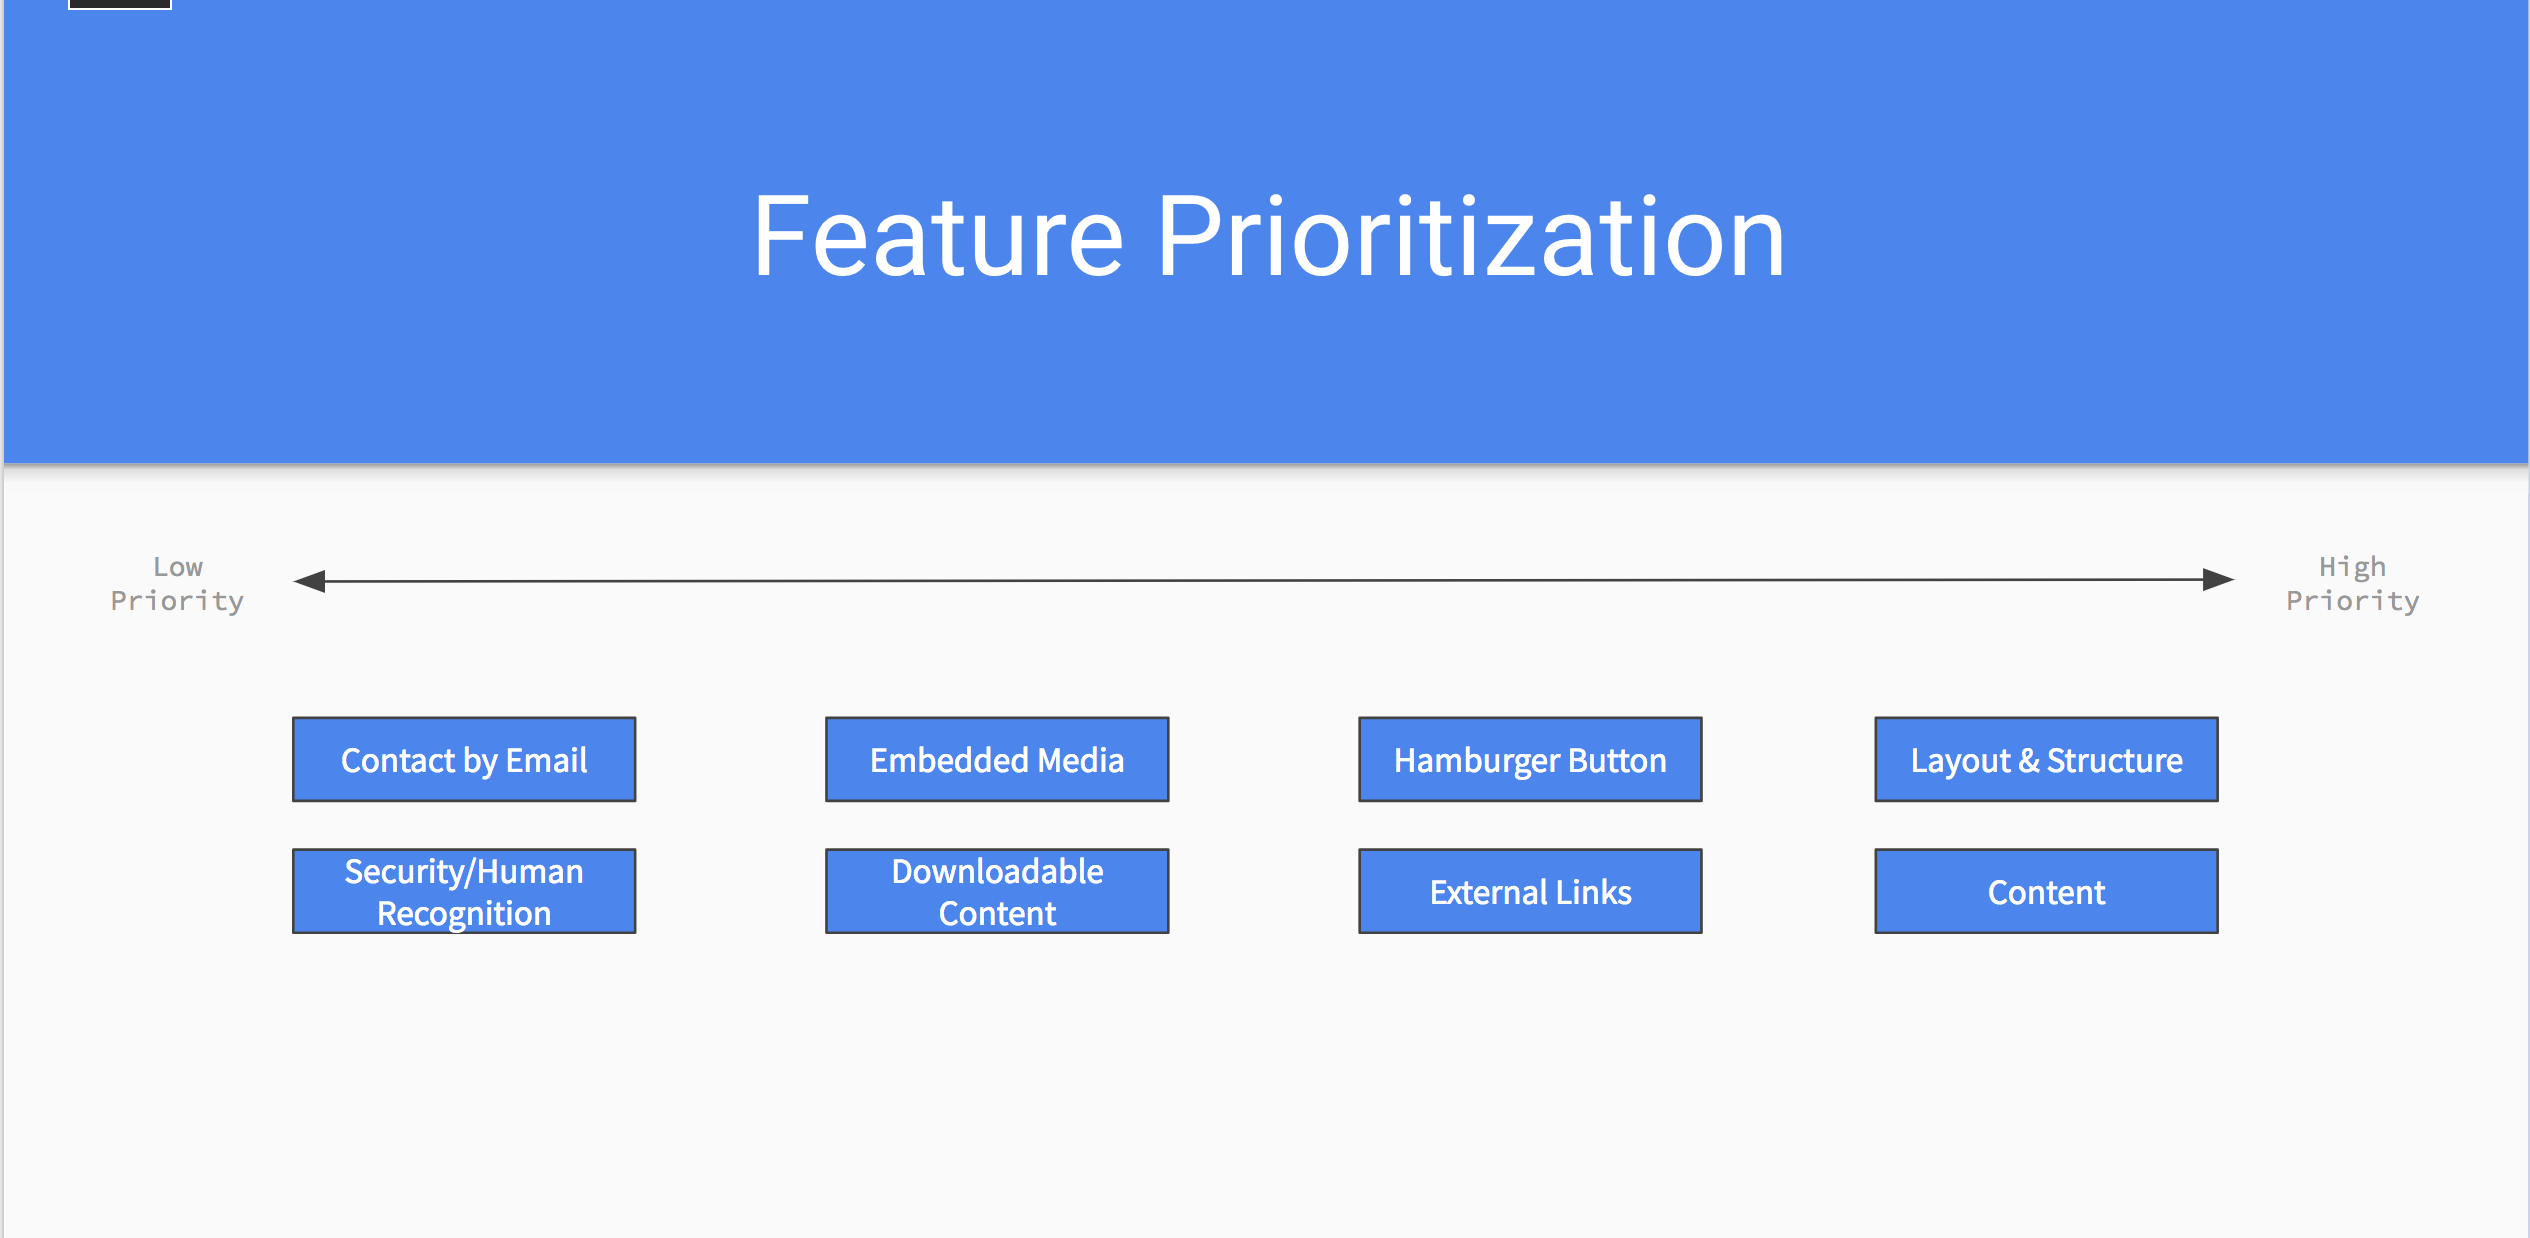 Feature Prioritization
Low
Priority
High
Priority
Contact by Email
Embedded Media
Hamburger Button
Layout & Structure
Security/Human
Recognition
Downloadable
Content
External Links
Content